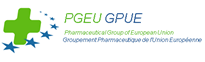 PGEU GPUE
Pharmaceutical Group of European Union
Groupement Pharmaceutique de l'Union Européenne